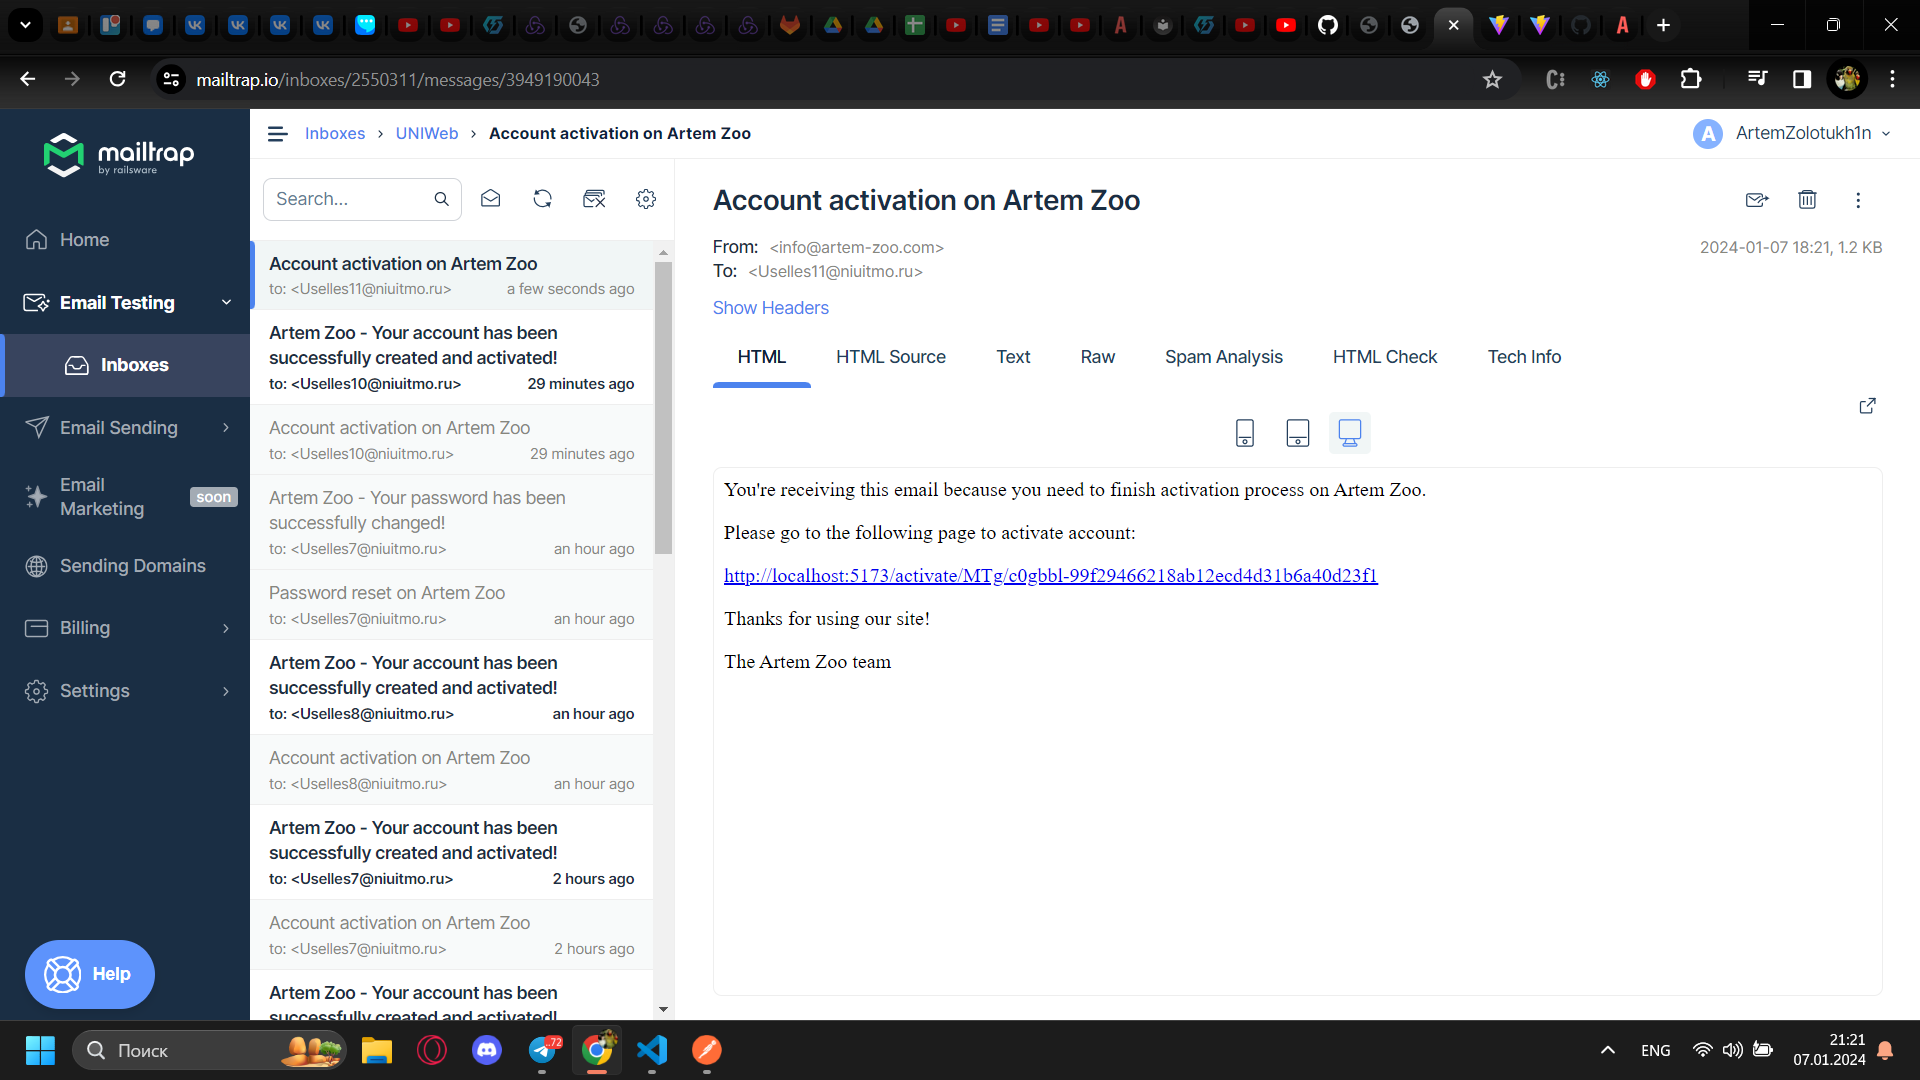 mailtrap.io/inboxes/2550311/messages/3949190043
mailtrap
by railsware
Home
Email Testing
Inboxes
Email Sending
Email
Marketing
soon
Sending Domains
Billing
Settings
Help
Inboxes > UNIWeb > Account activation on Artem Zoo
A ArtemZolotukh1n
Search...
Account activation on Artem Zoo
to: <Uselles11@niuitmo.ru> a few seconds ago
Artem Zoo - Your account has been
successfully created and activated!
to: <Uselles10@niuitmo.ru> 29 minutes ago
Account activation on Artem Zoo
to: <Uselles10@niuitmo.ru> 29 minutes ago
Artem Zoo - Your password has been
successfully changed!
to: <Uselles7@niuitmo.ru> an hour ago
Password reset on Artem Zoo
to: <Uselles7@niuitmo.ru> an hour ago
Artem Zoo - Your account has been
successfully created and activated!
to: <Uselles8@niuitmo.ru> an hour ago
Account activation on Artem Zoo
to: <Uselles8@niuitmo.ru> an hour ago
Artem Zoo - Your account has been
successfully created and activated!
to: <Uselles7@niuitmo.ru> 2 hours ago
Account activation on Artem Zoo
to: <Uselles7@niuitmo.ru> 2 hours ago
Artem Zoo - Your account has been
successfully created and activated!
Account activation on Artem Zoo
From: <info@artem-zoo.com>
2024-01-07 18:21, 1.2 KB
To: <Uselles11@niuitmo.ru>
Show Headers
HTML HTML Source Text Raw Spam Analysis HTML Check Tech Info
You're receiving this email because you need to finish activation process on Artem Zoo.
Please go to the following page to activate account:
http://localhost:5173/activate/MTg/c0gbbl-99f29466218ab12ecd4d31b6a40d23f1
Thanks for using our site!
The Artem Zoo team
Поиск
..72
ENG
21:21
07.01.2024